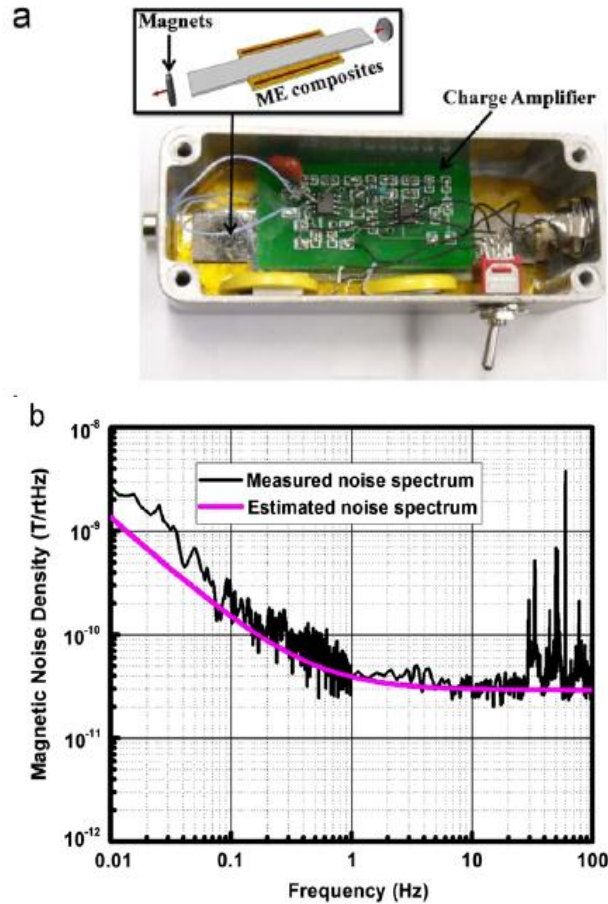 a
Magnets
ME composites
Charge Amplifier
b
10⁻⁸
Measured noise spectrum
Estimated noise spectrum
10⁻⁹
10⁻¹⁰
10⁻¹¹
10⁻¹²
Magnetic Noise Density (T/rtHz)
0.01 0.1 1 10 100
Frequency (Hz)